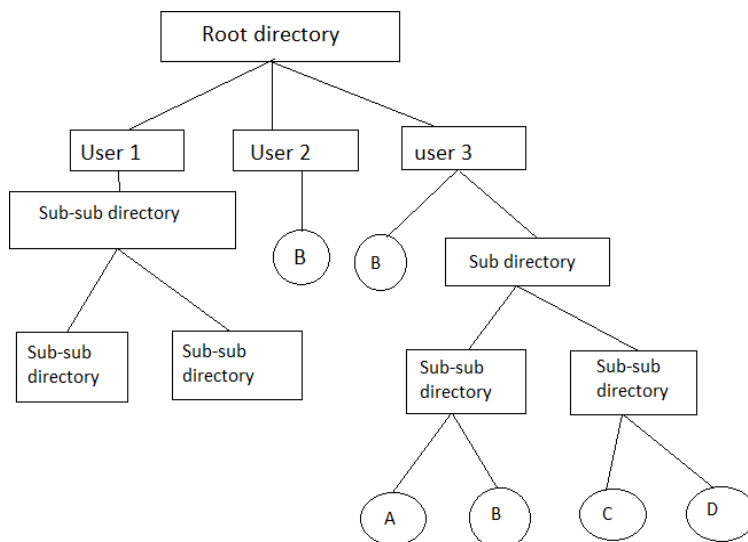 Root directory
User 1
User 2
user 3
Sub-sub directory
B
B
Sub directory
Sub-sub
directory
Sub-sub
directory
Sub-sub
directory
Sub-sub
directory
A
B
C
D